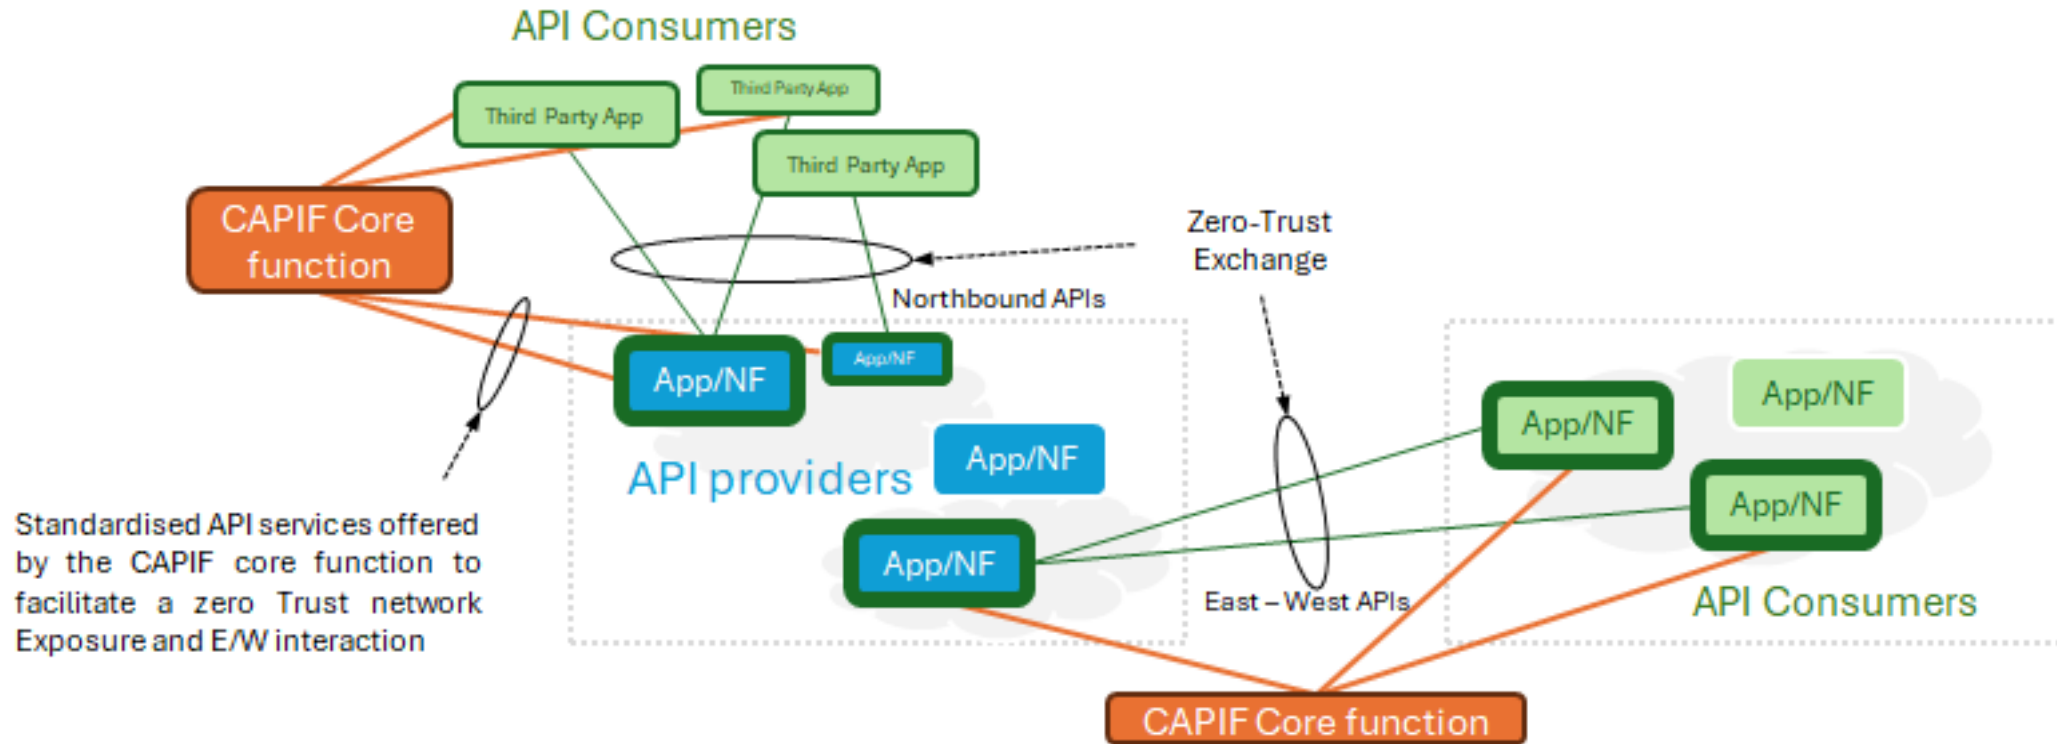 API Consumers
Third Party App
Third Party App
Third Party App
CAPIF Core
function
Zero-Trust
Exchange
Northbound APIs
App/NF
App/NF
App/NF
API providers
App/NF
Standardised API services offered
by the CAPIF core function to
facilitate a zero Trust network
Exposure and E/W interaction
East – West APIs
App/NF
App/NF
App/NF
API Consumers
CAPIF Core function